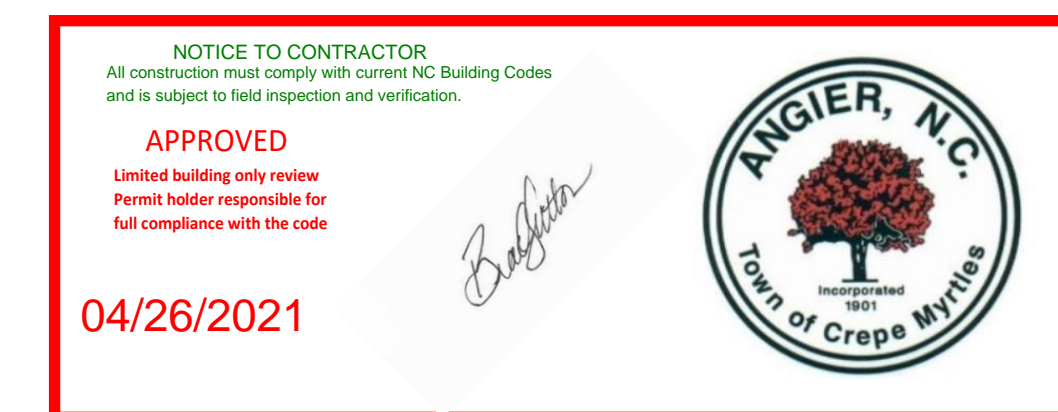 NOTICE TO CONTRACTOR
All construction must comply with current NC Building Codes
and is subject to field inspection and verification.
APPROVED
Limited building only review
Permit holder responsible for
full compliance with the code
04/26/2021
ANGIER, N.C.
Incorporated
1901
Town of Crepe Myrtles